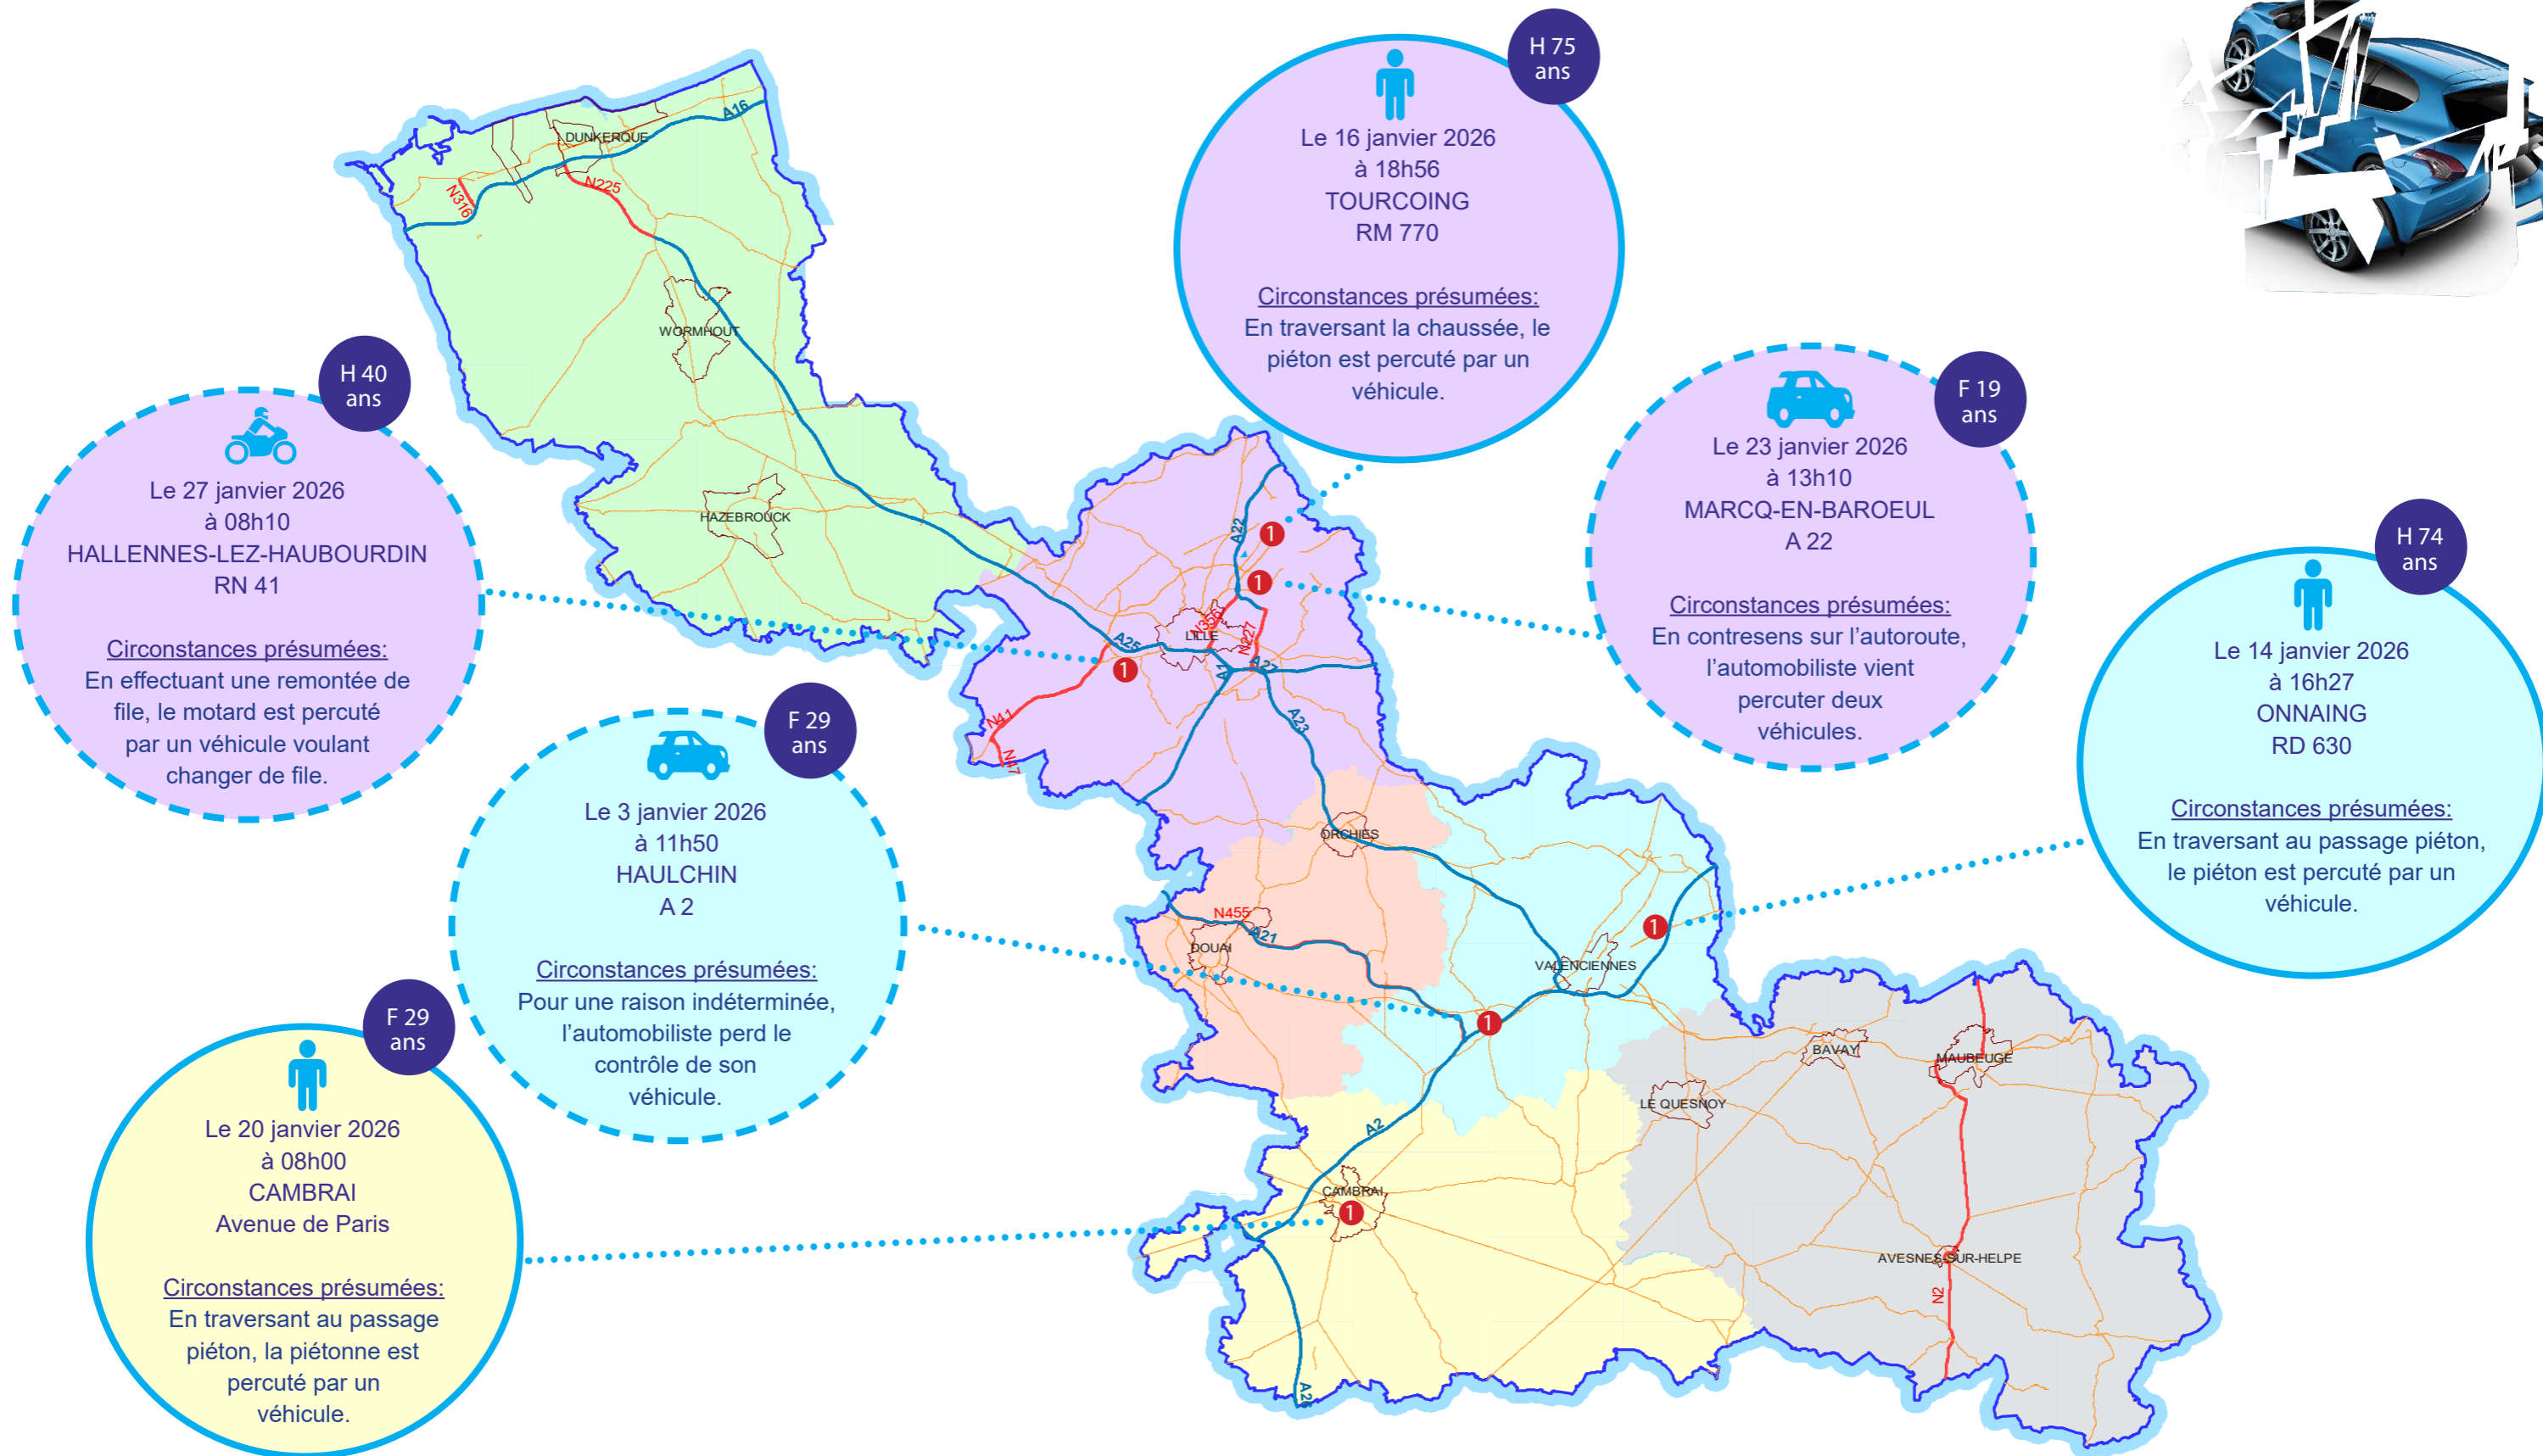 H 75
ans
Le 16 janvier 2026
à 18h56
TOURCOING
RM 770
Circonstances présumées:
En traversant la chaussée, le
piéton est percuté par un
véhicule.
H 40
ans
Le 27 janvier 2026
à 08h10
HALLENNES-LEZ-HAUBOURDIN
RN 41
Circonstances présumées:
En effectuant une remontée de
file, le motard est percuté
par un véhicule voulant
changer de file.
F 19
ans
Le 23 janvier 2026
à 13h10
MARCQ-EN-BAROEUL
A 22
Circonstances présumées:
En contresens sur l’autoroute,
l’automobiliste vient
percuter deux
véhicules.
H 74
ans
Le 14 janvier 2026
à 16h27
ONNAING
RD 630
Circonstances présumées:
En traversant au passage piéton,
le piéton est percuté par un
véhicule.
F 29
ans
Le 3 janvier 2026
à 11h50
HAULCHIN
A 2
Circonstances présumées:
Pour une raison indéterminée,
l’automobiliste perd le
contrôle de son
véhicule.
F 29
ans
Le 20 janvier 2026
à 08h00
CAMBRAI
Avenue de Paris
Circonstances présumées:
En traversant au passage
piéton, la piétonne est
percuté par un
véhicule.
A16
DUNKERQUE
N225
N316
WORMHOUT
HAZEBROUCK
A22
1
1
N356
LILLE
N227
A25
1
A1
A27
N41
N47
A23
ORCHIES
N455
A21
DOUAI
1
VALENCIENNES
1
BAVAY
MAUBEUGE
LE QUESNOY
A2
CAMBRAI
1
AVESNES-SUR-HELPE
N2
A26